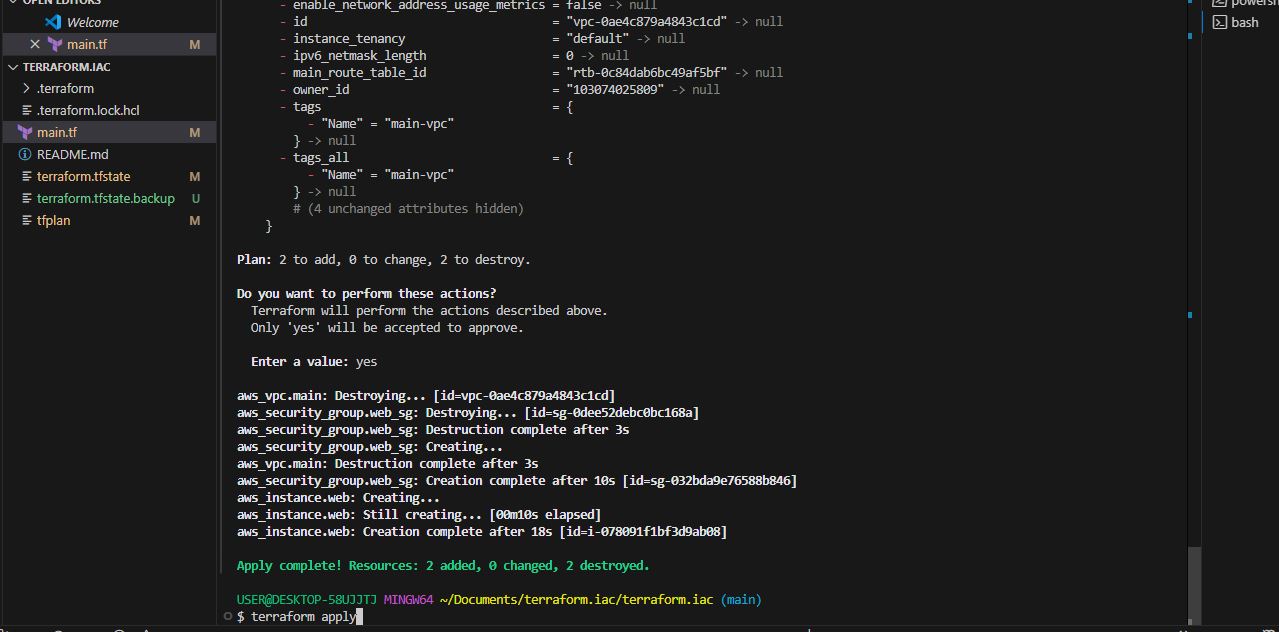 OPEN EDITORS
Welcome
main.tf M
TERRAFORM.IAC
.terraform
.terraform.lock.hcl
main.tf M
README.md
terraform.tfstate M
terraform.tfstate.backup U
tfplan M
- enable_network_address_usage_metrics = false -> null
- id = "vpc-0ae4c879a4843c1cd" -> null
- instance_tenancy = "default" -> null
- ipv6_netmask_length = 0 -> null
- main_route_table_id = "rtb-0c84dab6bc49af5bf" -> null
- owner_id = "103074025809" -> null
- tags = {
- "Name" = "main-vpc"
} -> null
- tags_all = {
- "Name" = "main-vpc"
} -> null
# (4 unchanged attributes hidden)
}
Plan: 2 to add, 0 to change, 2 to destroy.
Do you want to perform these actions?
Terraform will perform the actions described above.
Only 'yes' will be accepted to approve.
Enter a value: yes
aws_vpc.main: Destroying... [id=vpc-0ae4c879a4843c1cd]
aws_security_group.web_sg: Destroying... [id=sg-0dee52debc0bc168a]
aws_security_group.web_sg: Destruction complete after 3s
aws_security_group.web_sg: Creating...
aws_vpc.main: Destruction complete after 3s
aws_security_group.web_sg: Creation complete after 10s [id=sg-032bda9e76588b846]
aws_instance.web: Creating...
aws_instance.web: Still creating... [00m10s elapsed]
aws_instance.web: Creation complete after 18s [id=i-078091f1bf3d9ab08]
Apply complete! Resources: 2 added, 0 changed, 2 destroyed.
USER@DESKTOP-58UJJTJ MINGW64 ~/Documents/terraform.iac/terraform.iac (main)
$ terraform apply
powersh
bash